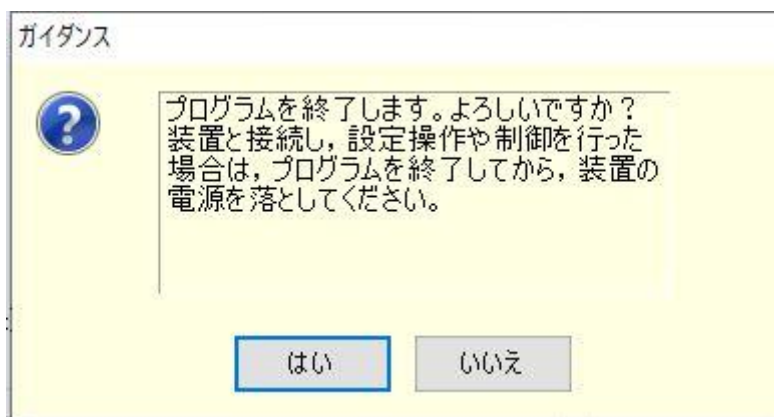 ガイダンス
プログラムを終了します。よろしいですか?
装置と接続し,設定操作や制御を行った
場合は,プログラムを終了してから,装置の
電源を落としてください。
はい
いいえ